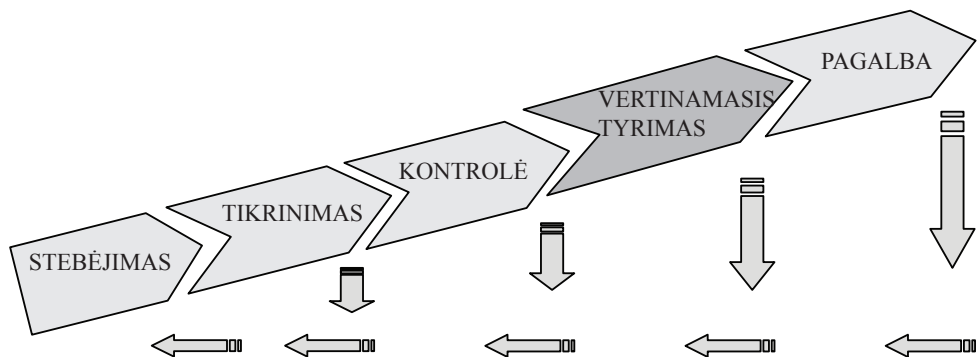 STEBĖJIMAS
TIKRINIMAS
KONTROLĖ
VERTINAMASIS
TYRIMAS
PAGALBA